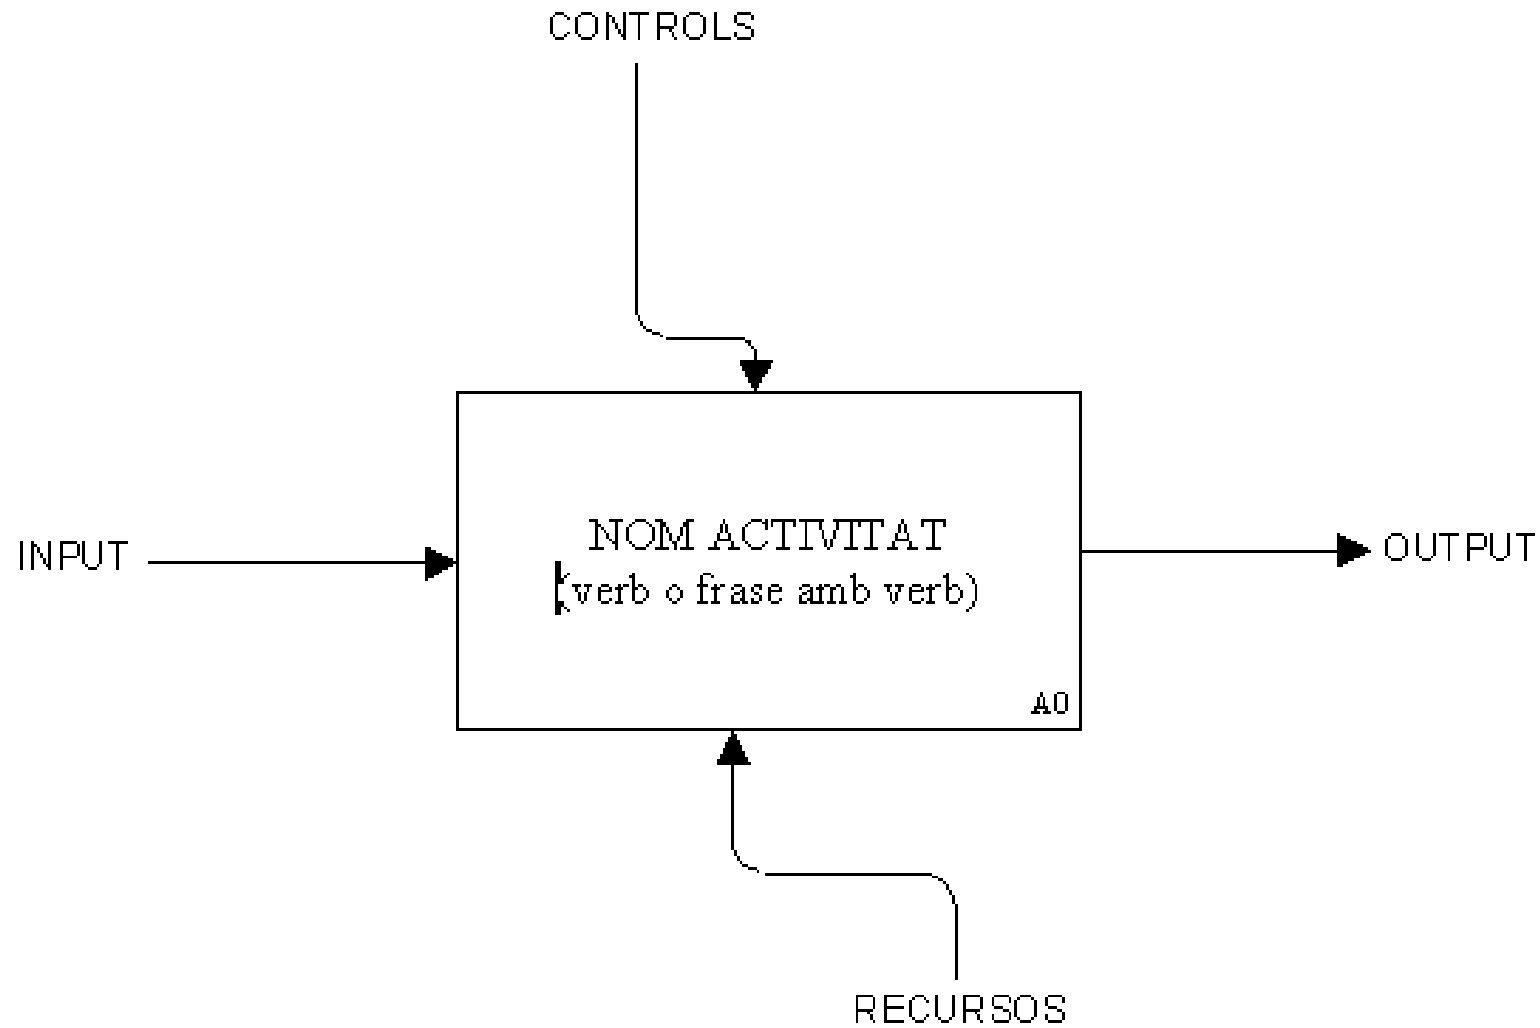 CONTROLS
INPUT
NOM ACTIVITAT
(verb o frase amb verb)
OUTPUT
A0
RECURSOS